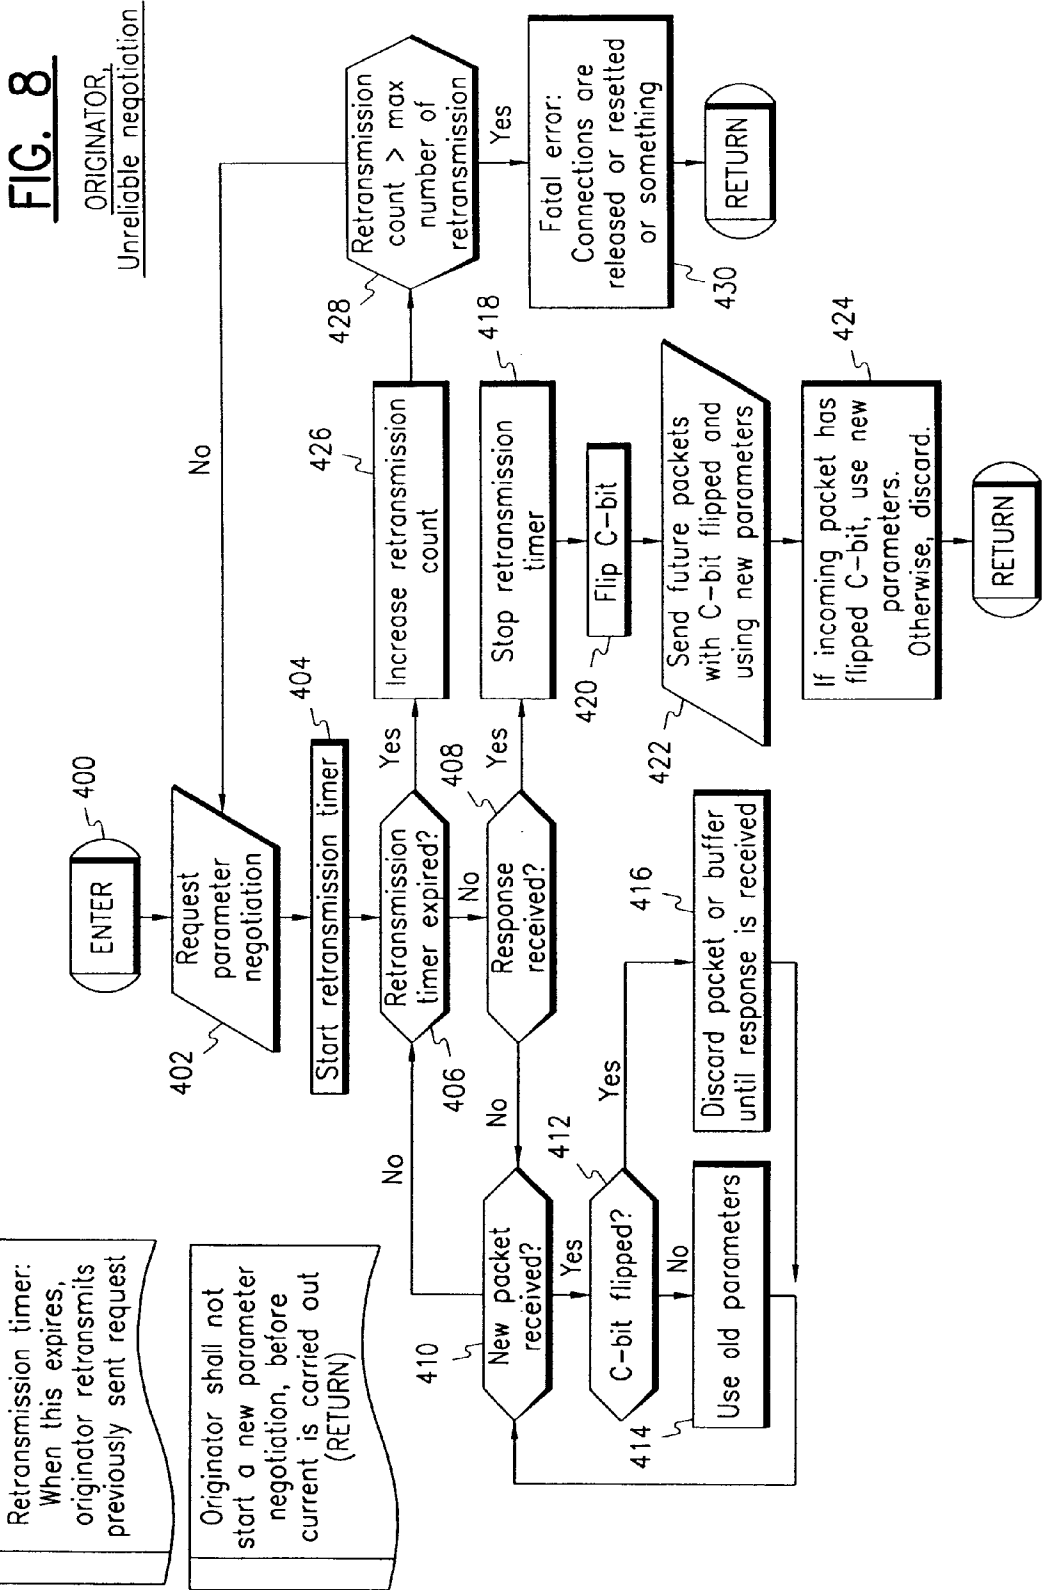 FIG. 8
ORIGINATOR,
Unreliable negotiation
Retransmission timer:
When this expires,
originator retransmits
previously sent request
Originator shall not
start a new parameter
negotiation, before
current is carried out
(RETURN)
ENTER
400
Request
parameter
negotiation
402
Start retransmission timer
404
Retransmission
timer expired?
406
Yes
No
Increase retransmission
count
426
Retransmission
count > max
number of
retransmission
428
No
Yes
Fatal error:
Connections are
released or resetted
or something
430
RETURN
Response
received?
408
Yes
No
Stop retransmission
timer
418
Flip C-bit
420
Send future packets
with C-bit flipped and
using new parameters
422
If incoming packet has
flipped C-bit, use new
parameters.
Otherwise, discard.
424
RETURN
New packet
received?
410
No
Yes
C-bit flipped?
412
Yes
No
Use old parameters
414
Discard packet or buffer
until response is received
416